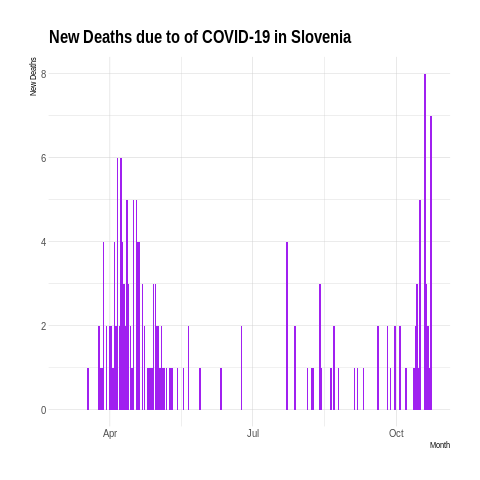 New Deaths due to of COVID-19 in Slovenia
New Deaths
8
6
4
2
0
Apr
Jul
Oct
Month